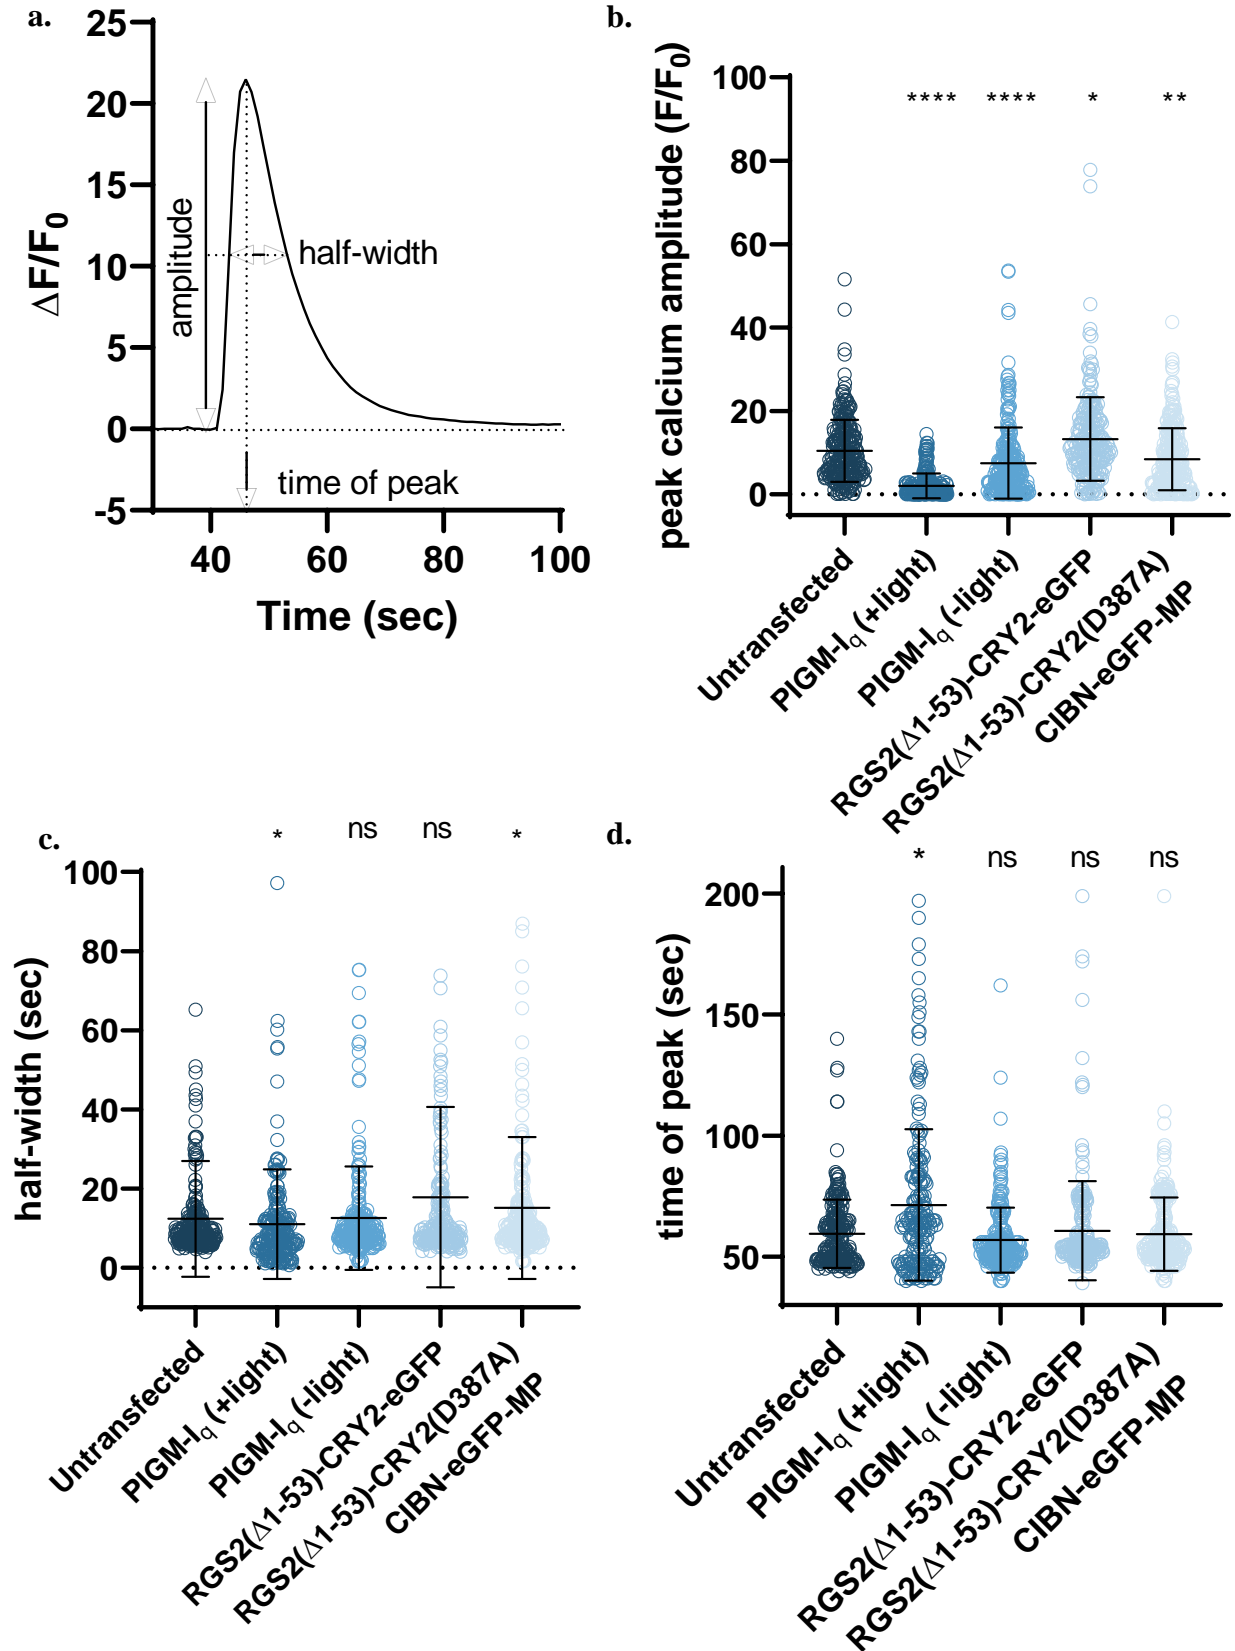 a.
25
20
15
10
5
0
-5
ΔF/F0
amplitude
half-width
time of peak
40
60
80
100
Time (sec)
b.
100
80
60
40
20
0
peak calcium amplitude (F/F0)
****
****
*
**
Untransfected
PIGM-Iq (+light)
PIGM-Iq (-light)
RGS2(Δ1-53)-CRY2-eGFP
RGS2(Δ1-53)-CRY2(D387A)
CIBN-eGFP-MP
c.
100
80
60
40
20
0
half-width (sec)
*
ns
ns
*
Untransfected
PIGM-Iq (+light)
PIGM-Iq (-light)
RGS2(Δ1-53)-CRY2-eGFP
RGS2(Δ1-53)-CRY2(D387A)
CIBN-eGFP-MP
d.
200
150
100
50
time of peak (sec)
*
ns
ns
ns
Untransfected
PIGM-Iq (+light)
PIGM-Iq (-light)
RGS2(Δ1-53)-CRY2-eGFP
RGS2(Δ1-53)-CRY2(D387A)
CIBN-eGFP-MP